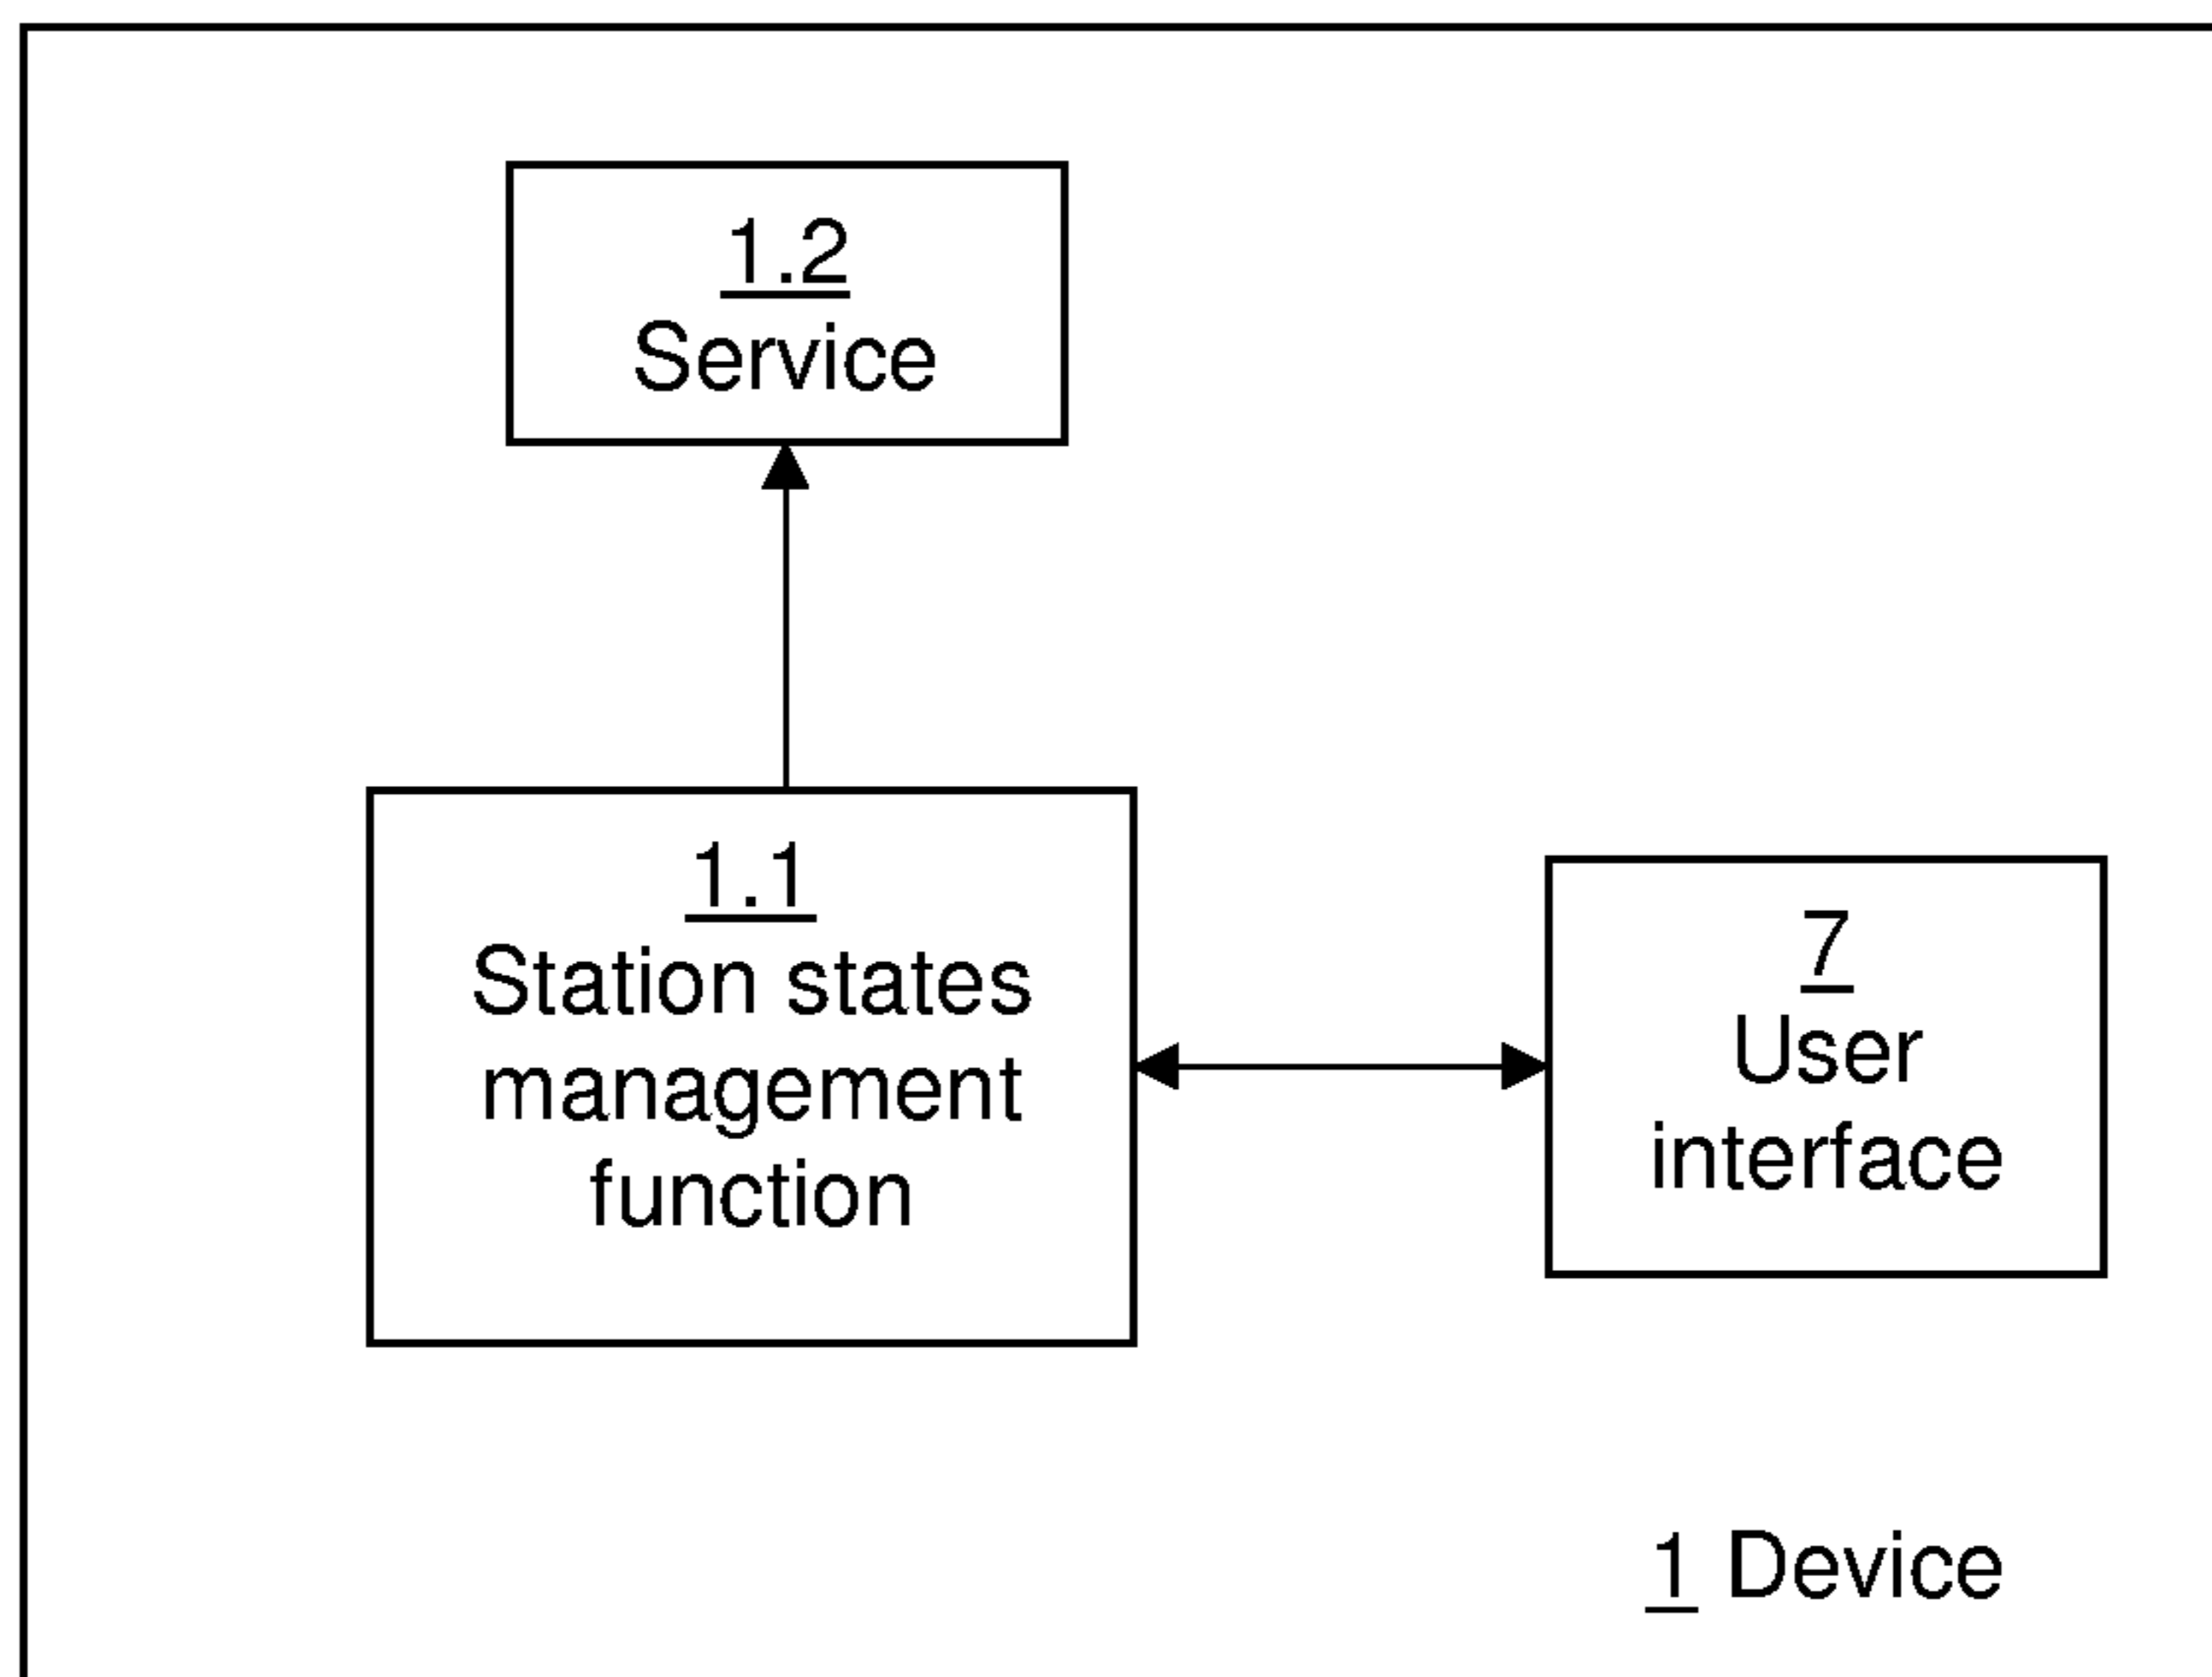 1.2
Service
1.1
Station states
management
function
7
User
interface
1 Device